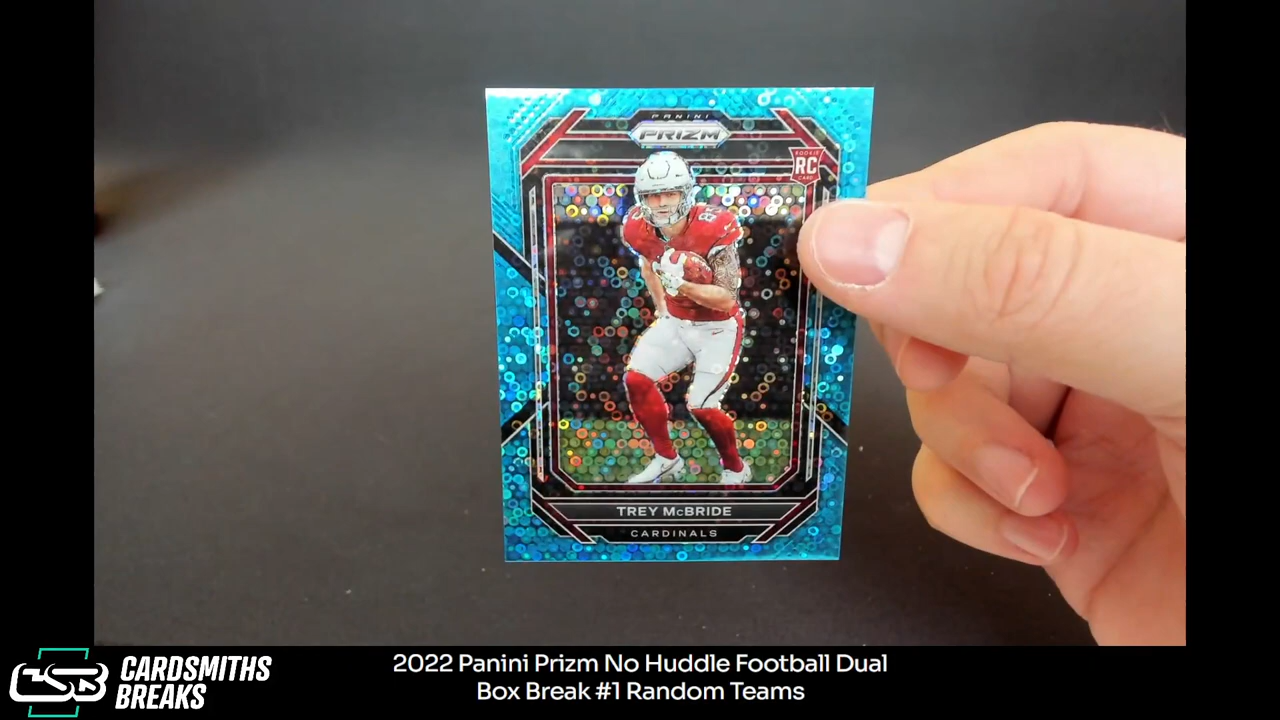 PANINI
PRIZM
ROOKIE
RC
CARD
85
TREY McBRIDE
CARDINALS
CSB
CARDSMITHS
BREAKS
2022 Panini Prizm No Huddle Football Dual
Box Break #1 Random Teams